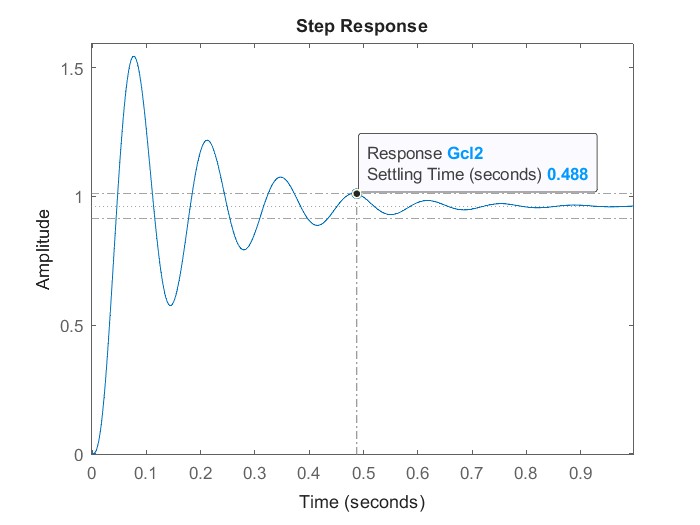 Step Response
1.5
1
0.5
0
Amplitude
Response Gcl2
Settling Time (seconds) 0.488
0 0.1 0.2 0.3 0.4 0.5 0.6 0.7 0.8 0.9
Time (seconds)